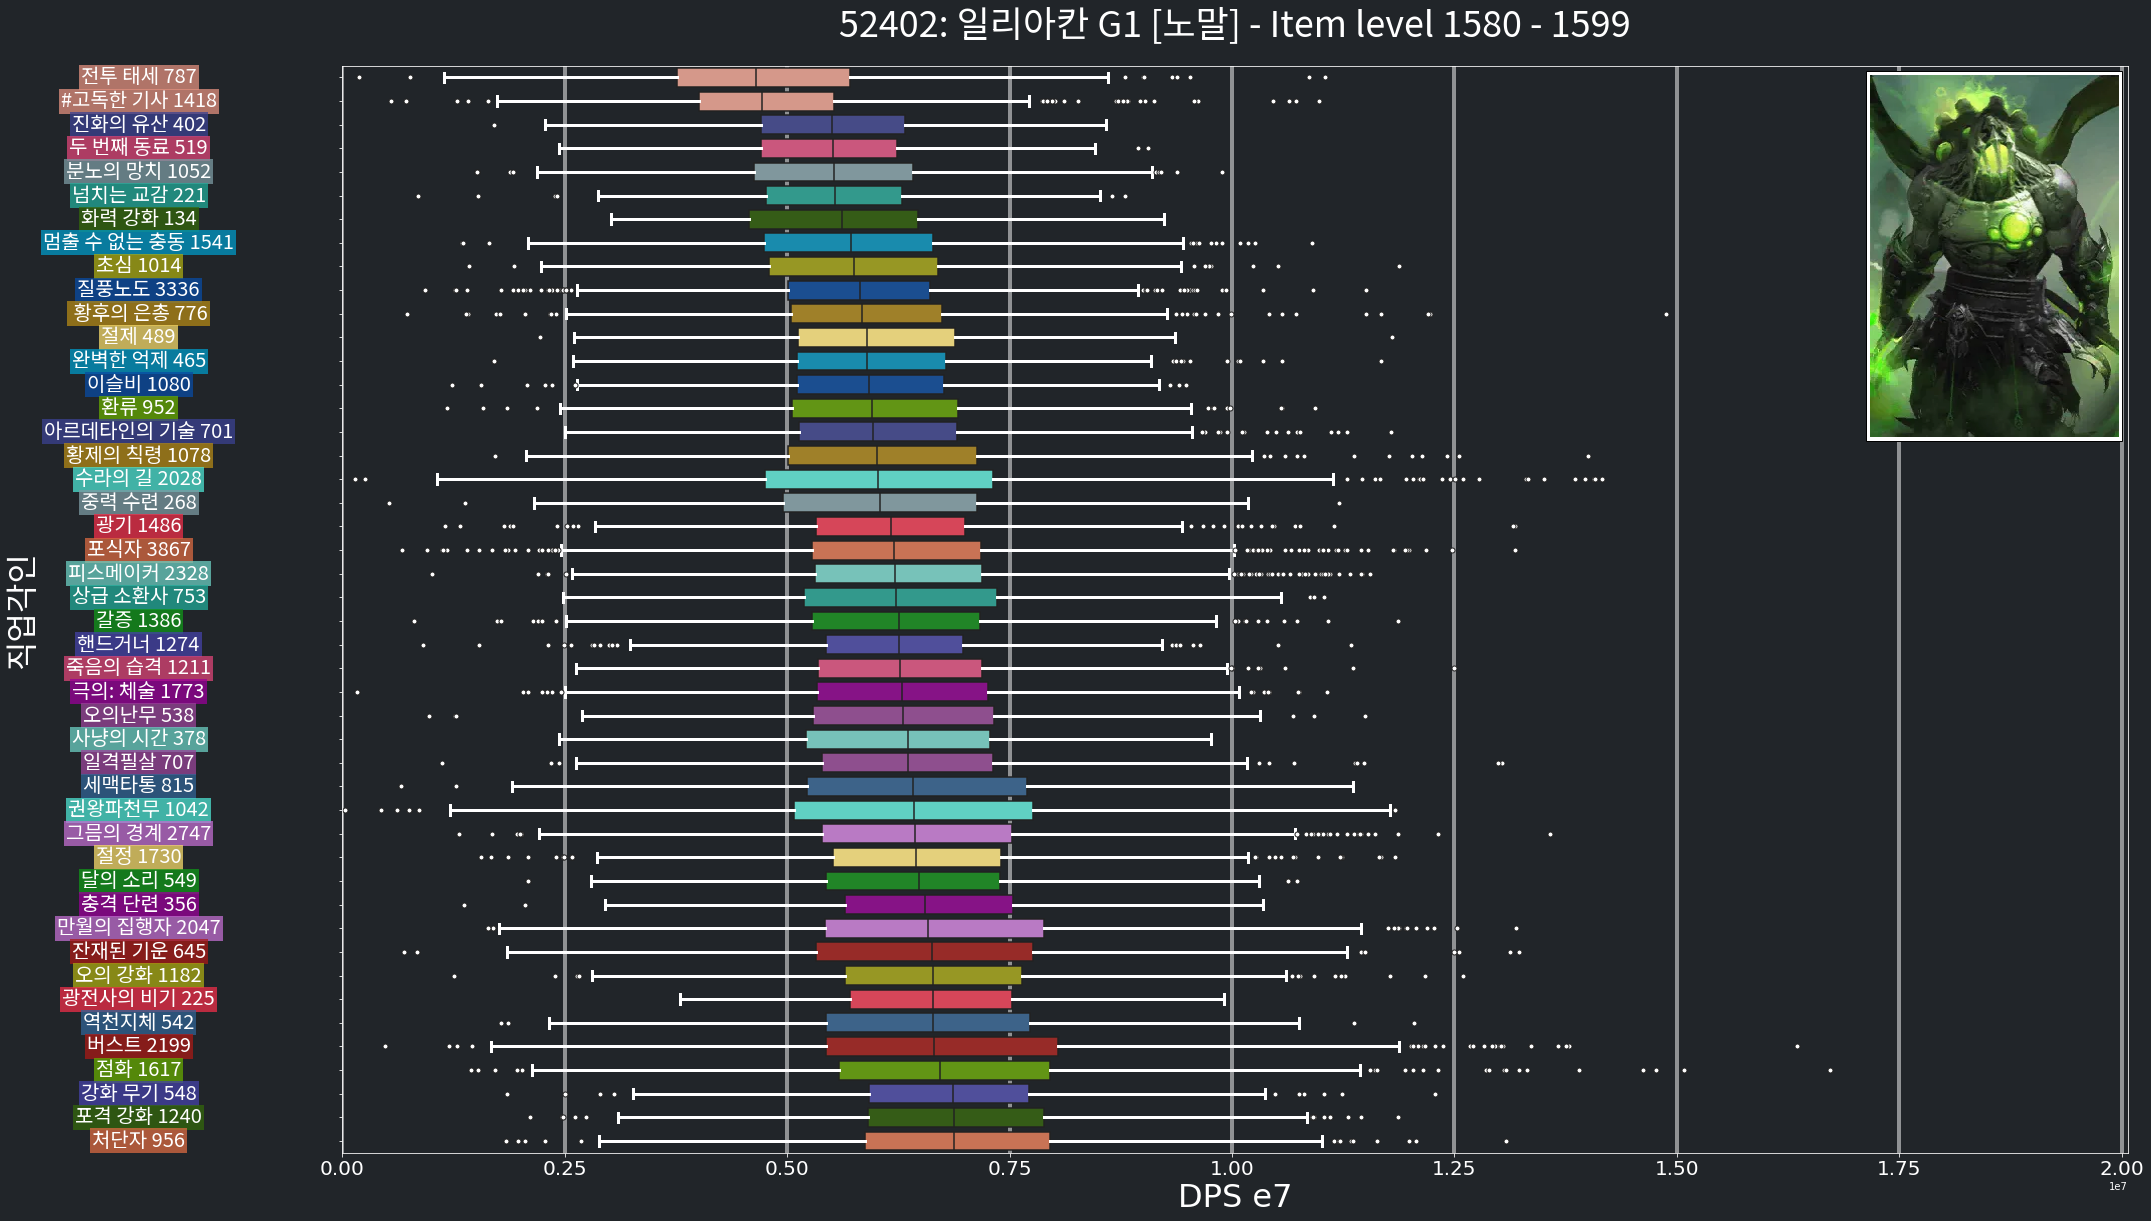 52402: 일리아칸 G1 [노말] - Item level 1580 - 1599
직업각인
전투 태세 787
#고독한 기사 1418
진화의 유산 402
두 번째 동료 519
분노의 망치 1052
넘치는 교감 221
화력 강화 134
멈출 수 없는 충동 1541
초심 1014
질풍노도 3336
황후의 은총 776
절제 489
완벽한 억제 465
이슬비 1080
환류 952
아르데타인의 기술 701
황제의 칙령 1078
수라의 길 2028
중력 수련 268
광기 1486
포식자 3867
피스메이커 2328
상급 소환사 753
갈증 1386
핸드거너 1274
죽음의 습격 1211
극의: 체술 1773
오의난무 538
사냥의 시간 378
일격필살 707
세맥타통 815
권왕파천무 1042
그믐의 경계 2747
절정 1730
달의 소리 549
충격 단련 356
만월의 집행자 2047
잔재된 기운 645
오의 강화 1182
광전사의 비기 225
역천지체 542
버스트 2199
점화 1617
강화 무기 548
포격 강화 1240
처단자 956
0.00 0.25 0.50 0.75 1.00 1.25 1.50 1.75 2.00
1e7
DPS e7